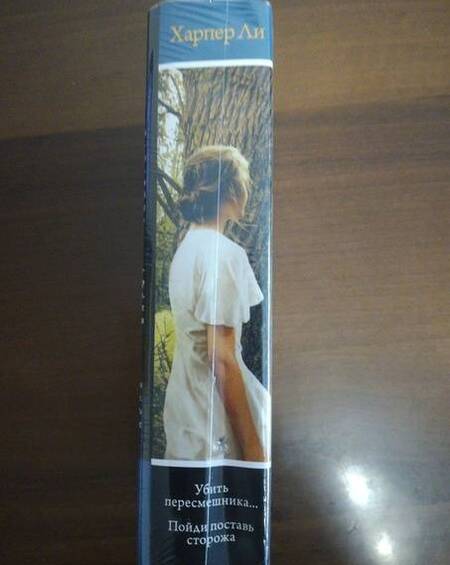 Харпер Ли
Убить
пересмешника...
Пойди поставь
сторожа